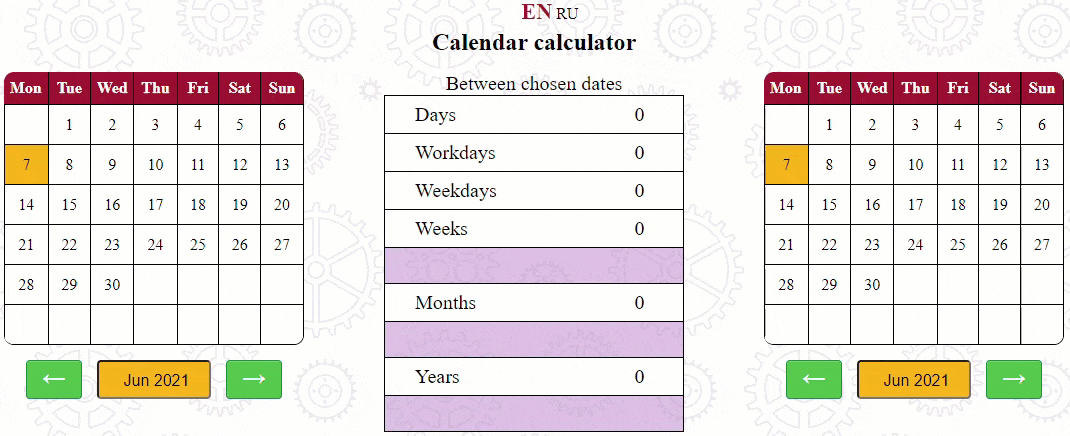 EN RU
Calendar calculator
Mon Tue Wed Thu Fri Sat Sun
1 2 3 4 5 6
7 8 9 10 11 12 13
14 15 16 17 18 19 20
21 22 23 24 25 26 27
28 29 30
← Jun 2021 →
Between chosen dates
Days 0
Workdays 0
Weekdays 0
Weeks 0
Months 0
Years 0
Mon Tue Wed Thu Fri Sat Sun
1 2 3 4 5 6
7 8 9 10 11 12 13
14 15 16 17 18 19 20
21 22 23 24 25 26 27
28 29 30
← Jun 2021 →